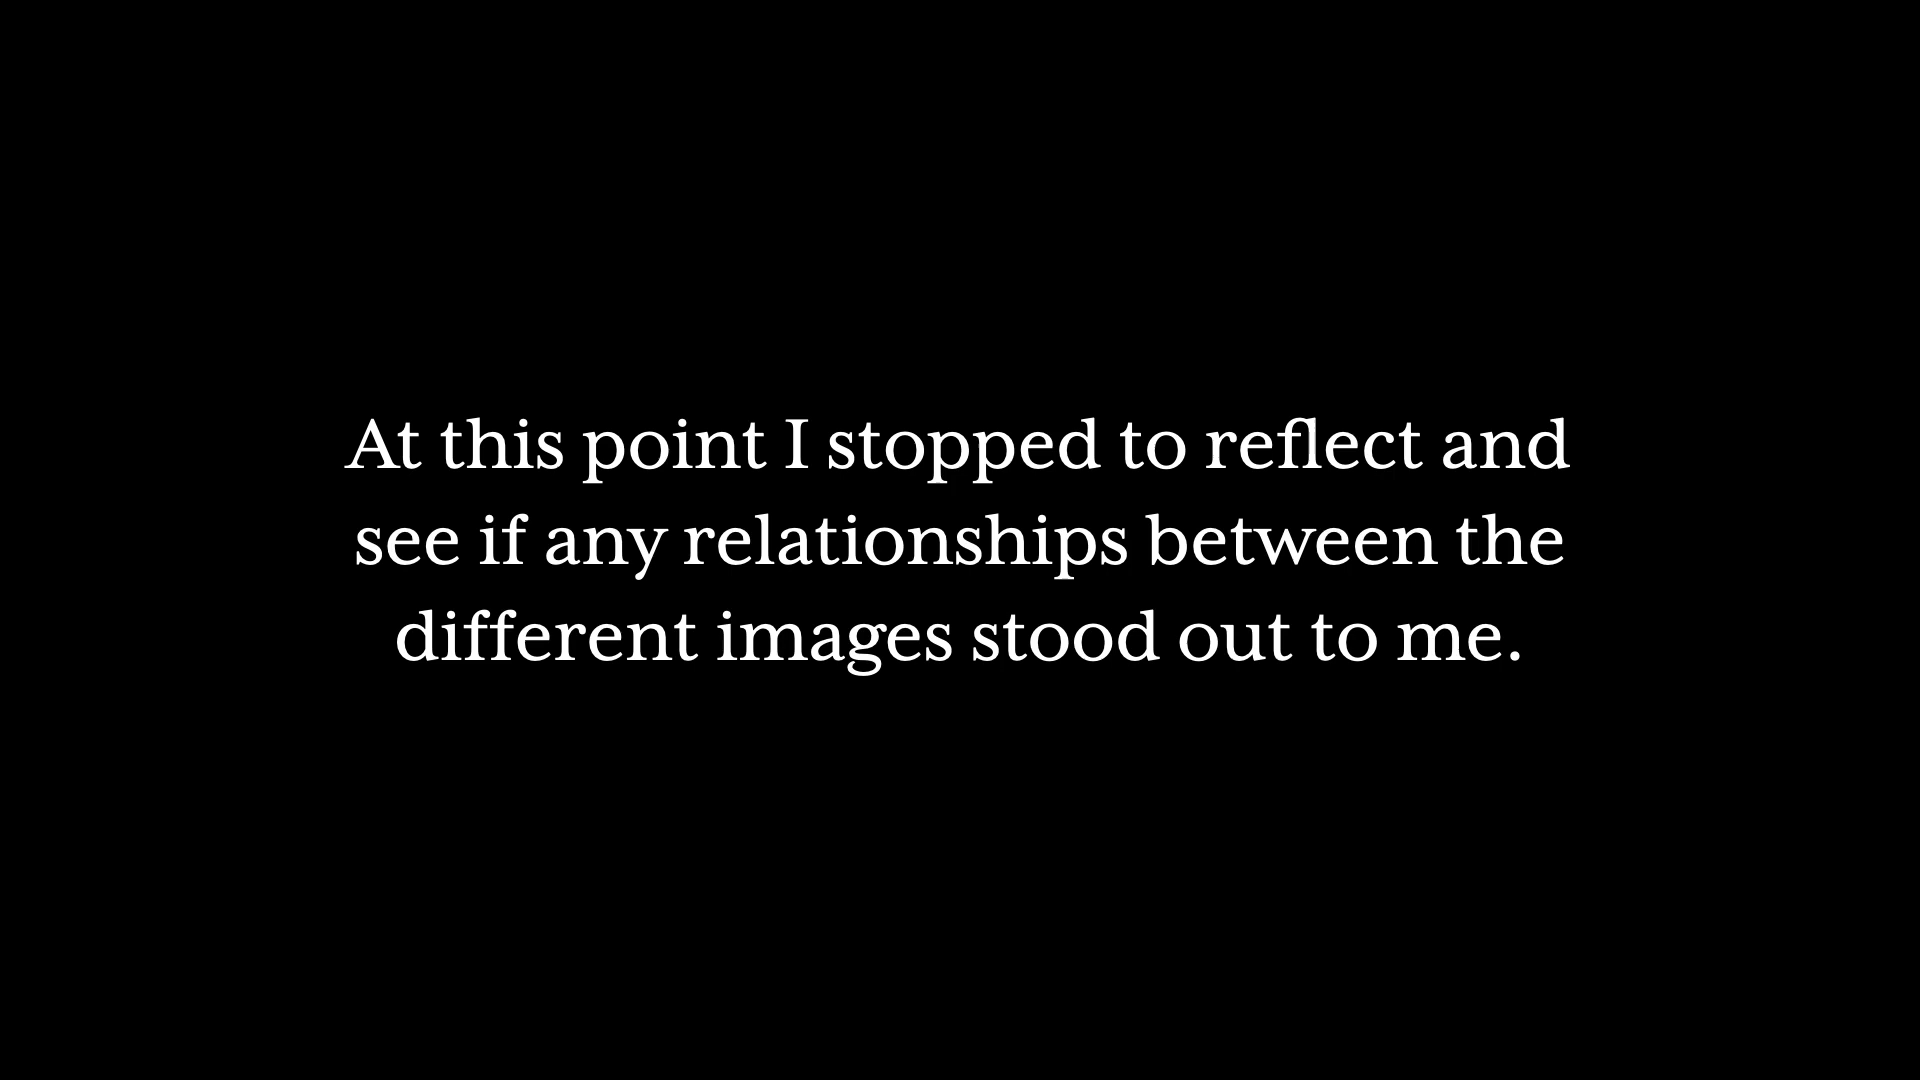 At this point I stopped to reflect and
see if any relationships between the
different images stood out to me.